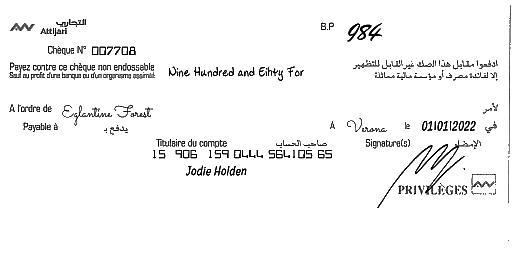 التجاري
Attijari
B.P 984
Chèque N° 007708
Payez contre ce chèque non endossable
Sauf au profit d'une banque ou d'un organisme assimilé
Nine Hundred and Eihty For
ادفعوا مقابل هذا الصك غير القابل للتظهير
إلا لفائدة مصرف أو مؤسسة مالية مماثلة
A l'ordre de Eglantine Forest لأمر
Payable à يدفع بـ
A Verona le 01/01/2022 في
Titulaire du compte صاحب الحساب Signature(s) الإمضاء
15 906 159 0444 564105 65
Jodie Holden
PRIVILÈGES